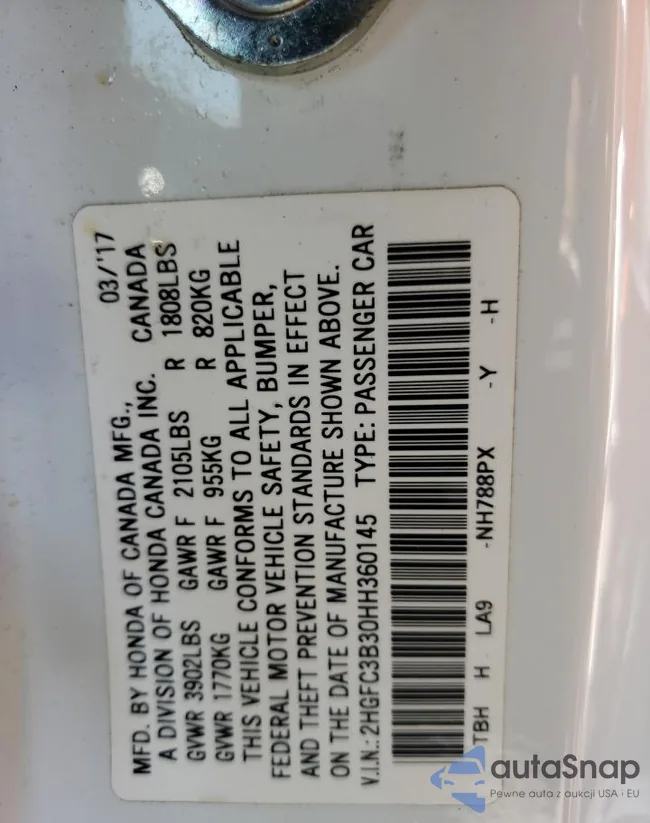 MFD. BY HONDA OF CANADA MFG., 03/'17
A DIVISION OF HONDA CANADA INC. CANADA
GVWR 3902LBS GAWR F 2105LBS R 1808LBS
GVWR 1770KG GAWR F 955KG R 820KG
THIS VEHICLE CONFORMS TO ALL APPLICABLE
FEDERAL MOTOR VEHICLE SAFETY, BUMPER,
AND THEFT PREVENTION STANDARDS IN EFFECT
ON THE DATE OF MANUFACTURE SHOWN ABOVE.
V.I.N.: 2HGFC3B30HH360145 TYPE: PASSENGER CAR
TBH H LA9 -NH788PX -Y -H
autaSnap
Pewne auta z aukcji USA i EU